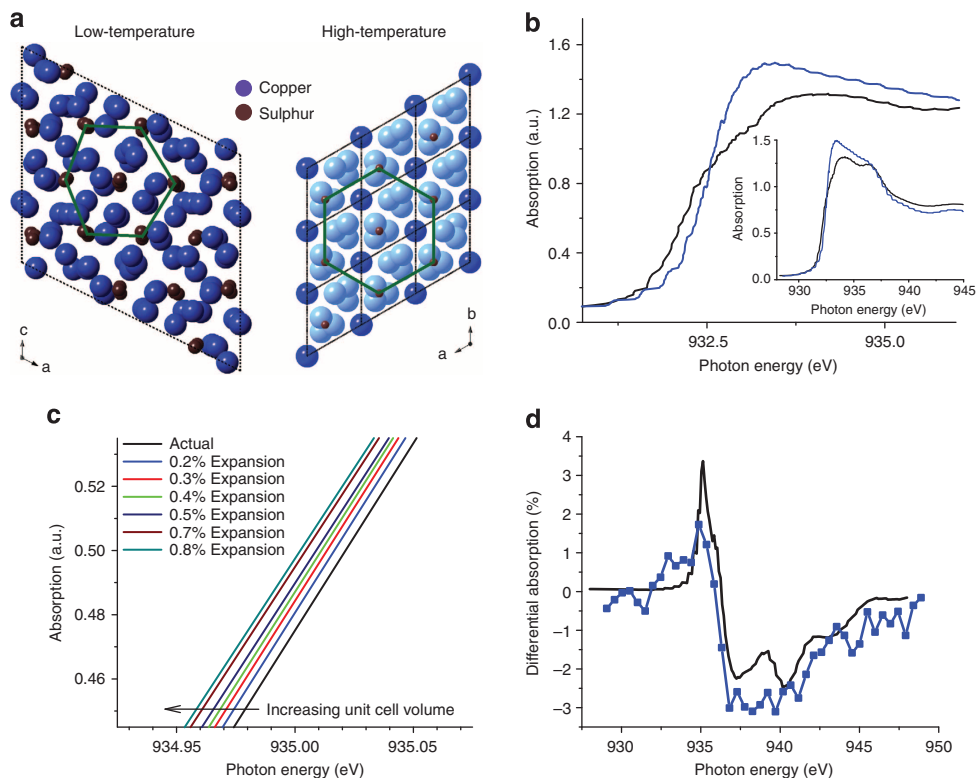 a
Low-temperature
High-temperature
Copper
Sulphur
c
a
b
a
b
1.6
1.2
0.8
0.4
0.0
Absorption (a.u.)
932.5
935.0
Photon energy (eV)
1.5
1.0
0.5
0.0
Absorption
930
935
940
945
Photon energy (eV)
c
Actual
0.2% Expansion
0.3% Expansion
0.4% Expansion
0.5% Expansion
0.7% Expansion
0.8% Expansion
0.52
0.50
0.48
0.46
Absorption (a.u.)
Increasing unit cell volume
934.95
935.00
935.05
Photon energy (eV)
d
4
3
2
1
0
–1
–2
–3
Differential absorption (%)
930
935
940
945
950
Photon energy (eV)